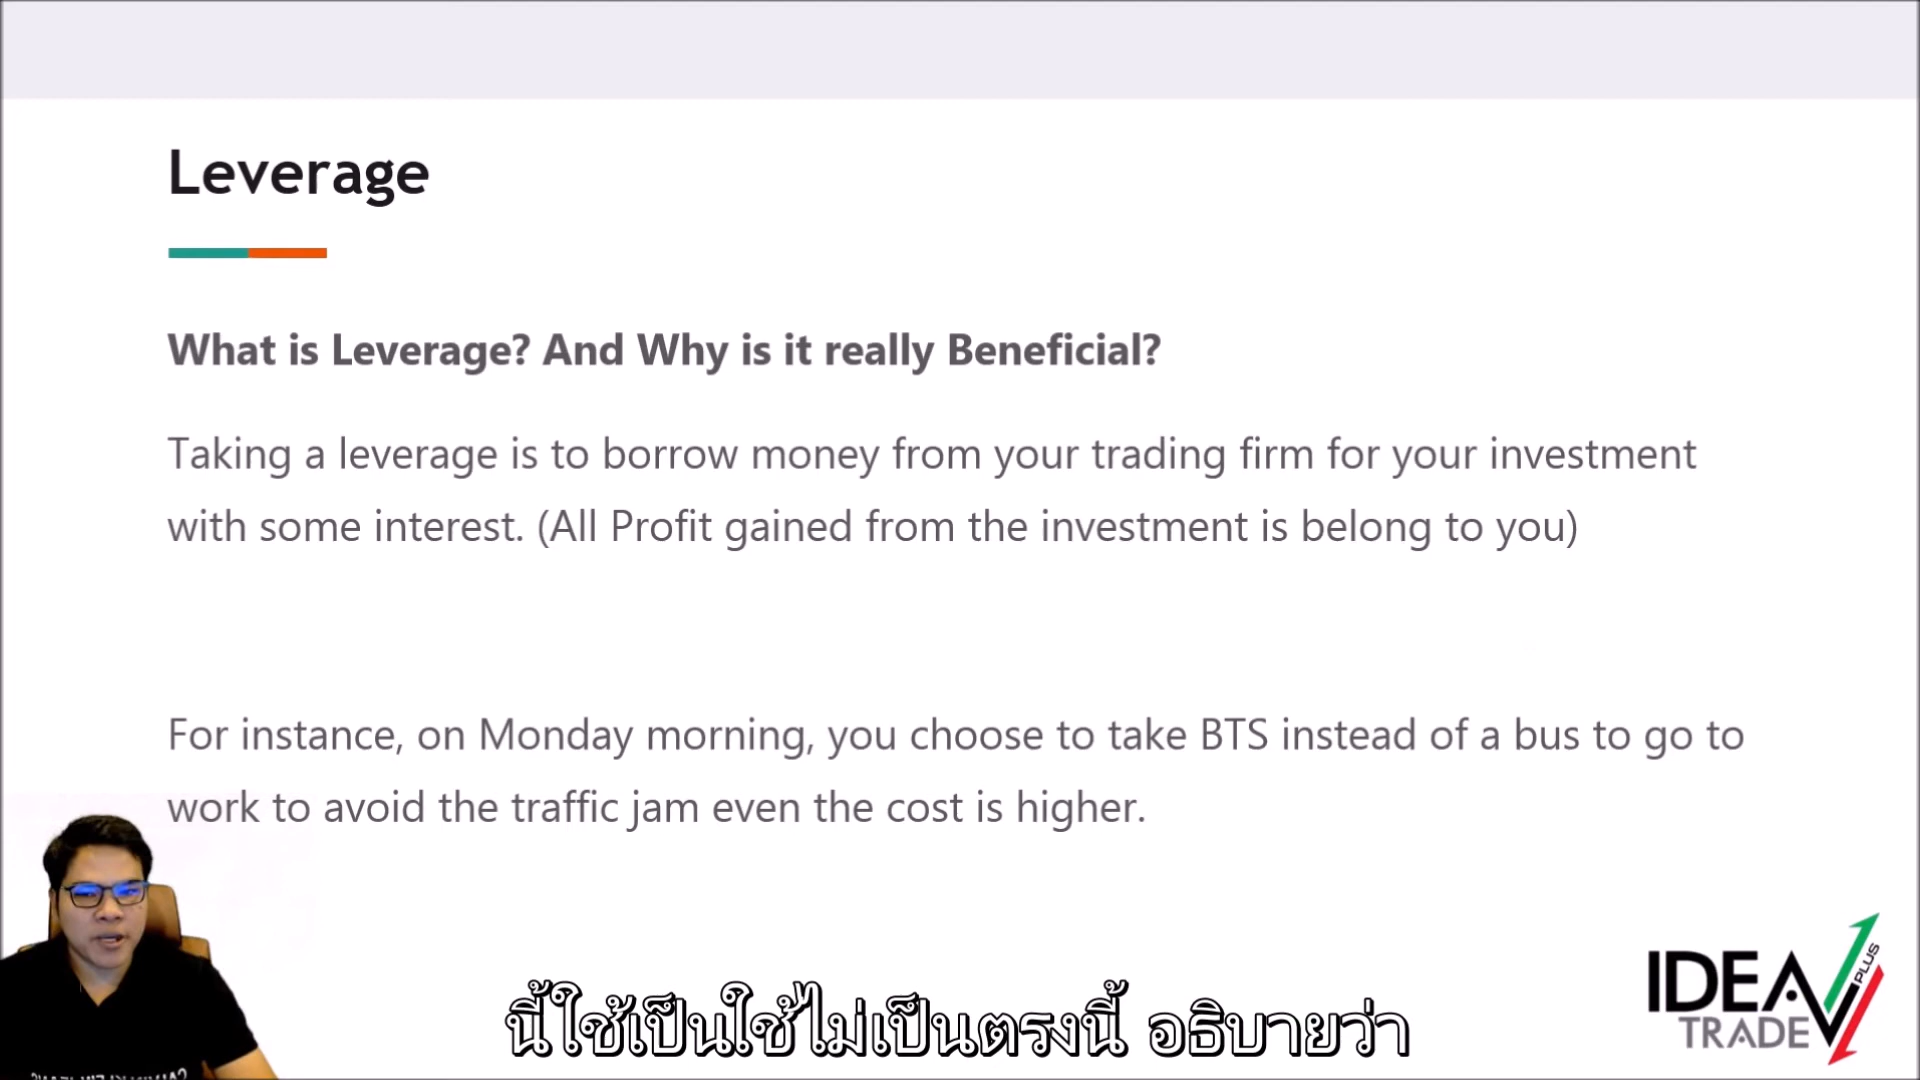 Leverage
What is Leverage? And Why is it really Beneficial?
Taking a leverage is to borrow money from your trading firm for your investment
with some interest. (All Profit gained from the investment is belong to you)
For instance, on Monday morning, you choose to take BTS instead of a bus to go to
work to avoid the traffic jam even the cost is higher.
นี้ใช้เป็นใช้ไม่เป็นตรงนี้ อธิบายว่า
IDEA
PLUS
TRADE